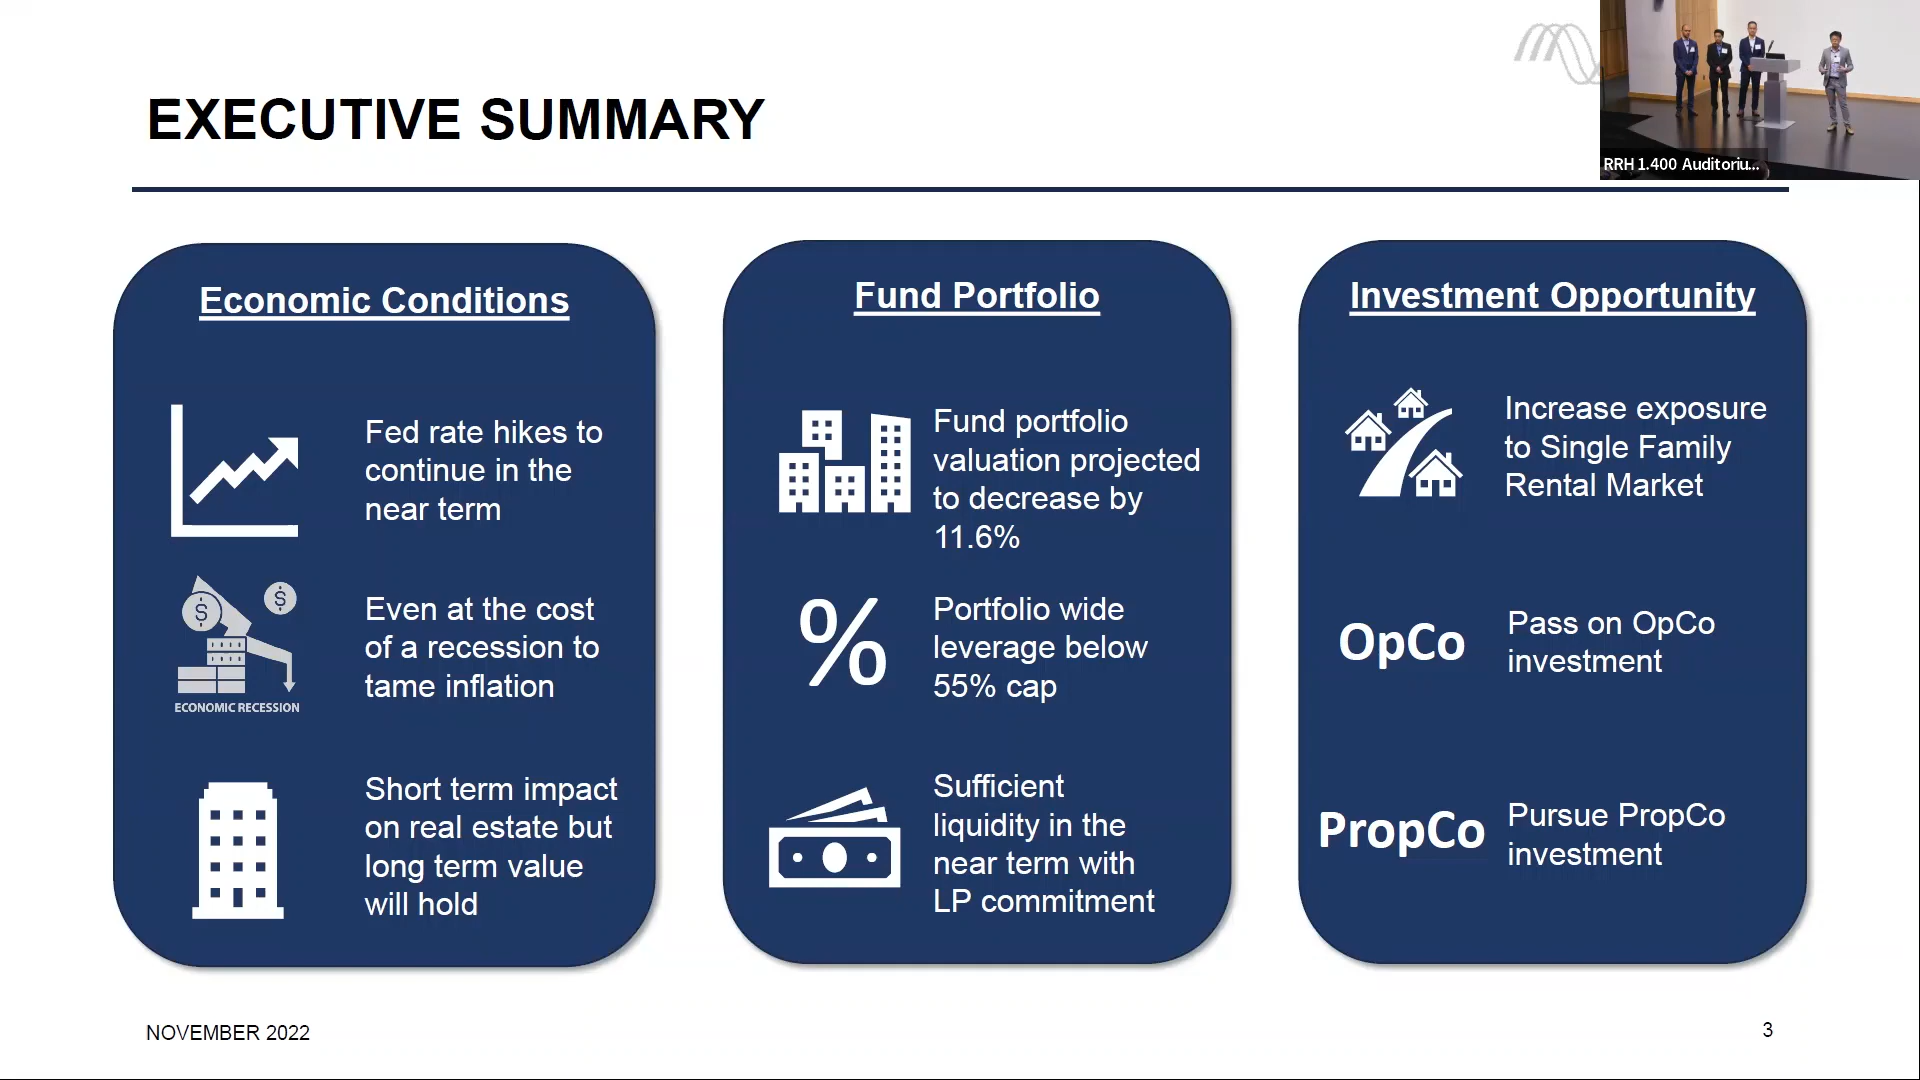 EXECUTIVE SUMMARY
RRH 1.400 Auditoriu...
Economic Conditions
Fed rate hikes to
continue in the
near term
$
$
Even at the cost
of a recession to
tame inflation
ECONOMIC RECESSION
Short term impact
on real estate but
long term value
will hold
Fund Portfolio
Fund portfolio
valuation projected
to decrease by
11.6%
%
Portfolio wide
leverage below
55% cap
Sufficient
liquidity in the
near term with
LP commitment
Investment Opportunity
Increase exposure
to Single Family
Rental Market
OpCo
Pass on OpCo
investment
PropCo
Pursue PropCo
investment
NOVEMBER 2022
3